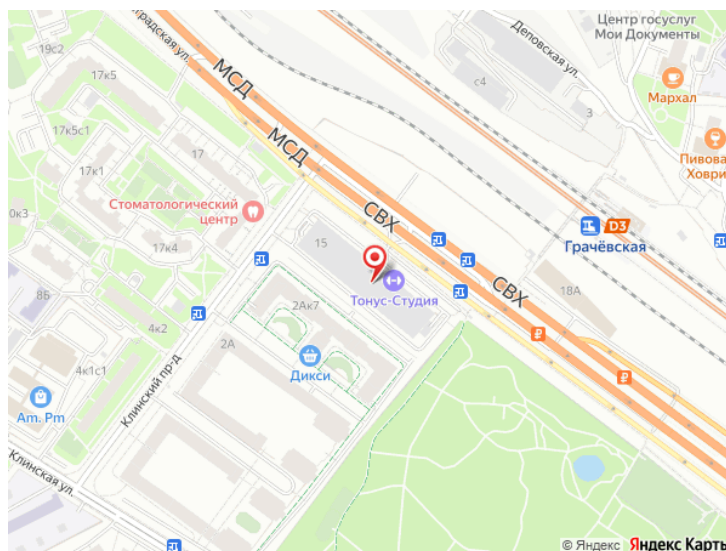 Центр госуслуг
Мои Документы
Деповская ул.
19с2
градская ул.
МСД
17к5
с4
Мархал
3
17к5с1
МСД
17
Пивова
Ховри
17к1
Стоматологический
центр
СВХ
D3
Грачёвская
0к3
17к4
15
СВХ
18А
8Б
Тонус-Студия
2Ак7
4к2
2А
Дикси
4к1с1
Клинский пр-д
Am. Pm
Клинская ул.
© Яндекс Яндекс Карты